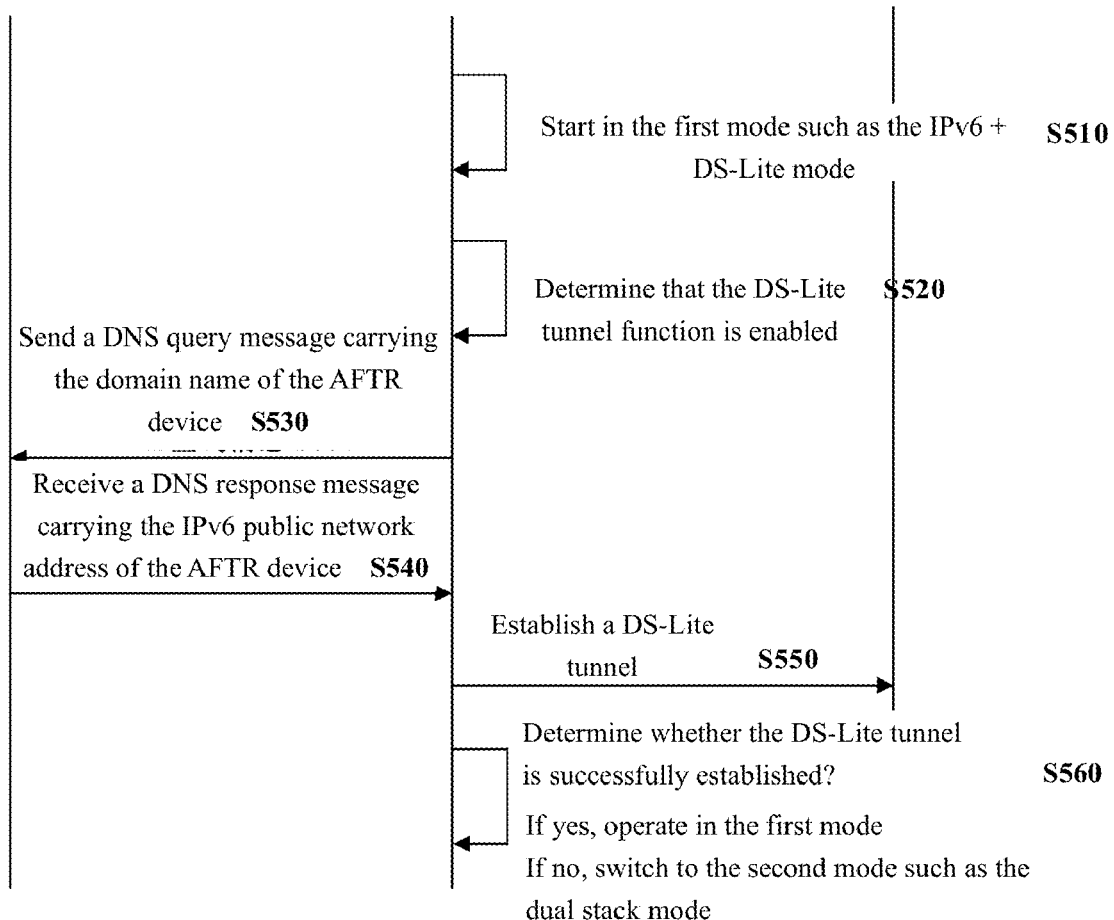 Start in the first mode such as the IPv6 + S510
DS-Lite mode
Determine that the DS-Lite S520
tunnel function is enabled
Send a DNS query message carrying
the domain name of the AFTR
device S530
Receive a DNS response message
carrying the IPv6 public network
address of the AFTR device S540
Establish a DS-Lite
tunnel S550
Determine whether the DS-Lite tunnel
is successfully established? S560
If yes, operate in the first mode
If no, switch to the second mode such as the
dual stack mode